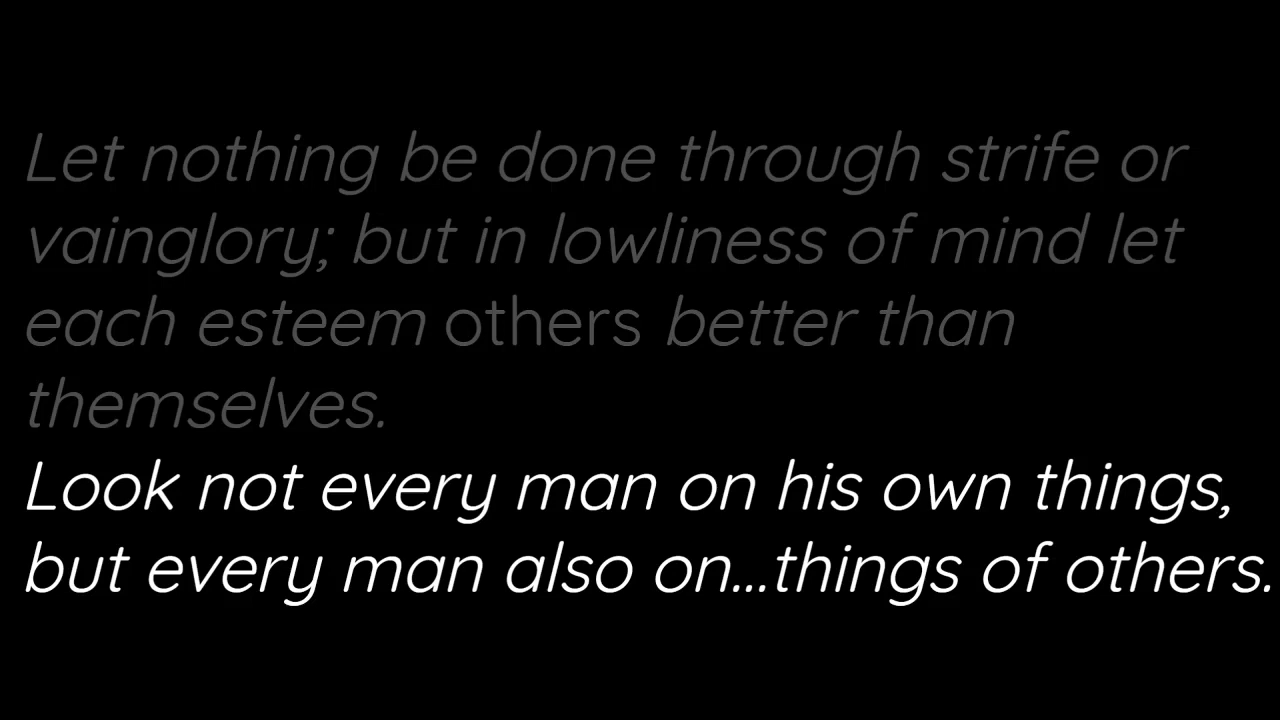 Let nothing be done through strife or
vainglory; but in lowliness of mind let
each esteem others better than
themselves.
Look not every man on his own things,
but every man also on...things of others.